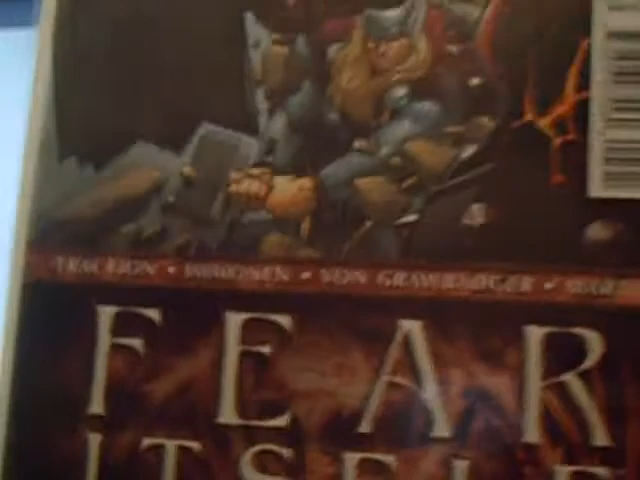 FRACTION • IMMONEN • VON GRAWBADGER •
FEAR
ITSELF